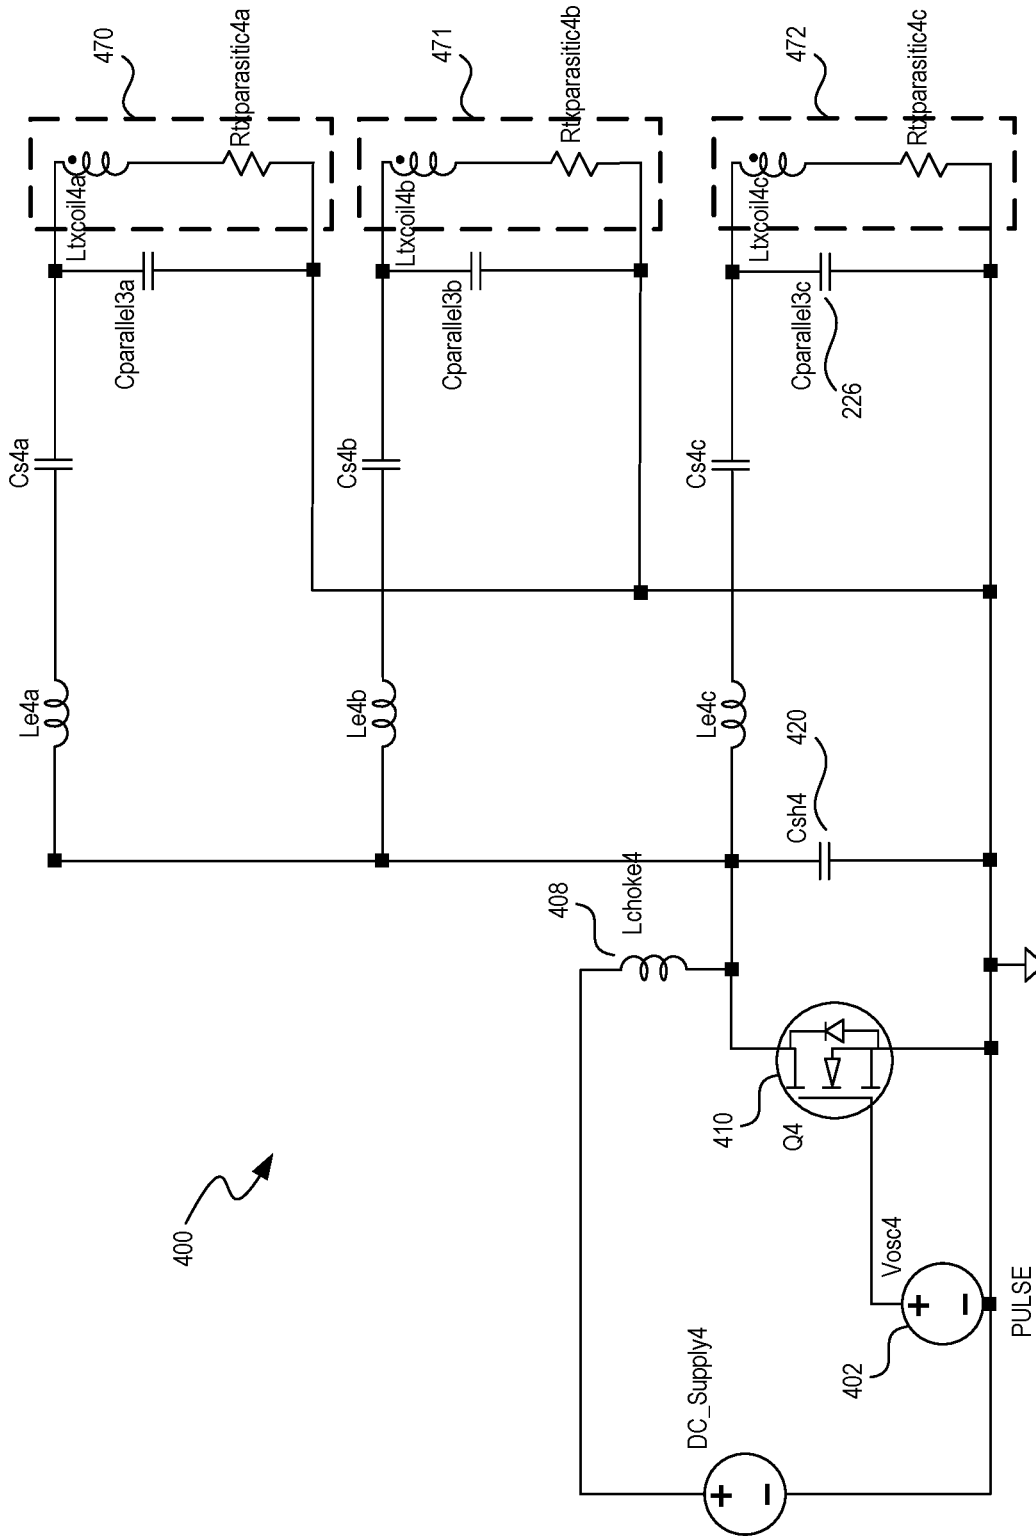 470
Rtxparasitic4a
Ltxcoil4a
Cparallel3a
Cs4a
Le4a
471
Rtxparasitic4b
Ltxcoil4b
Cparallel3b
Cs4b
Le4b
472
Rtxparasitic4c
Ltxcoil4c
Cparallel3c
226
Cs4c
Le4c
420
Csh4
408
Lchoke4
410
Q4
400
Vosc4
+
−
402
PULSE
DC_Supply4
+
−